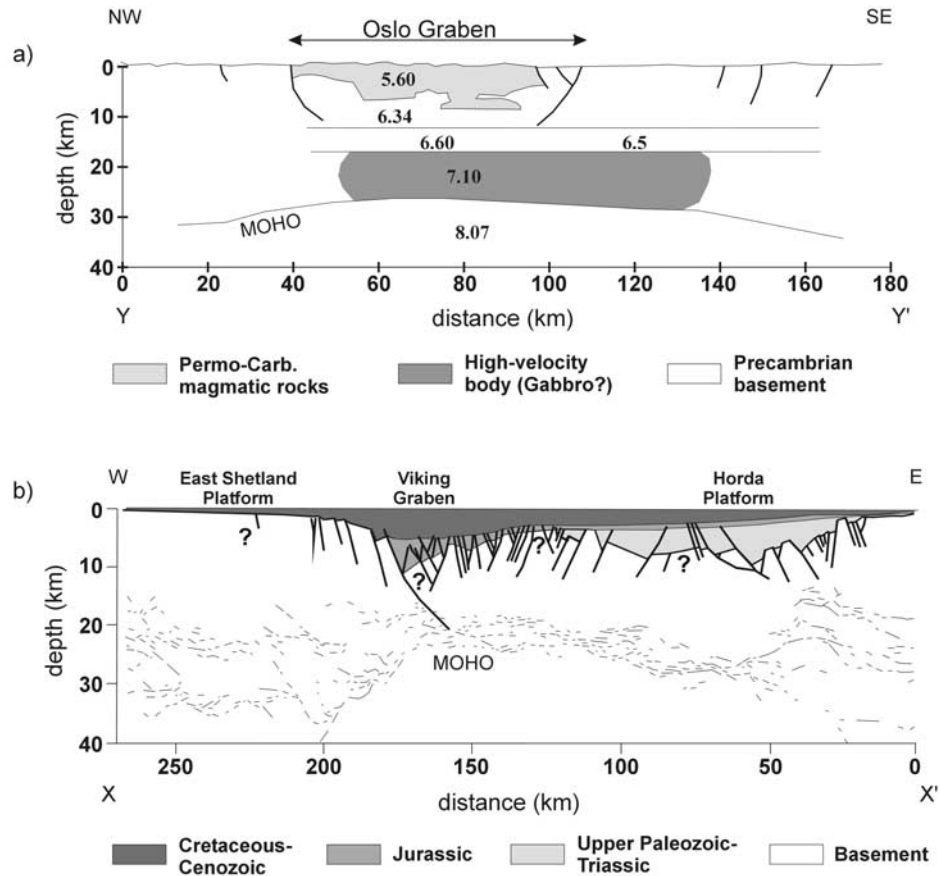 NW
SE
Oslo Graben
a)
0
10
20
30
40
depth (km)
5.60
6.34
6.60
6.5
7.10
MOHO
8.07
0 20 40 60 80 100 120 140 160 180
Y
distance (km)
Y'
Permo-Carb.
magmatic rocks
High-velocity
body (Gabbro?)
Precambrian
basement
W
E
b)
East Shetland
Platform
Viking
Graben
Horda
Platform
0
10
20
30
40
depth (km)
?
?
?
?
MOHO
250 200 150 100 50 0
X
distance (km)
X'
Cretaceous-
Cenozoic
Jurassic
Upper Paleozoic-
Triassic
Basement